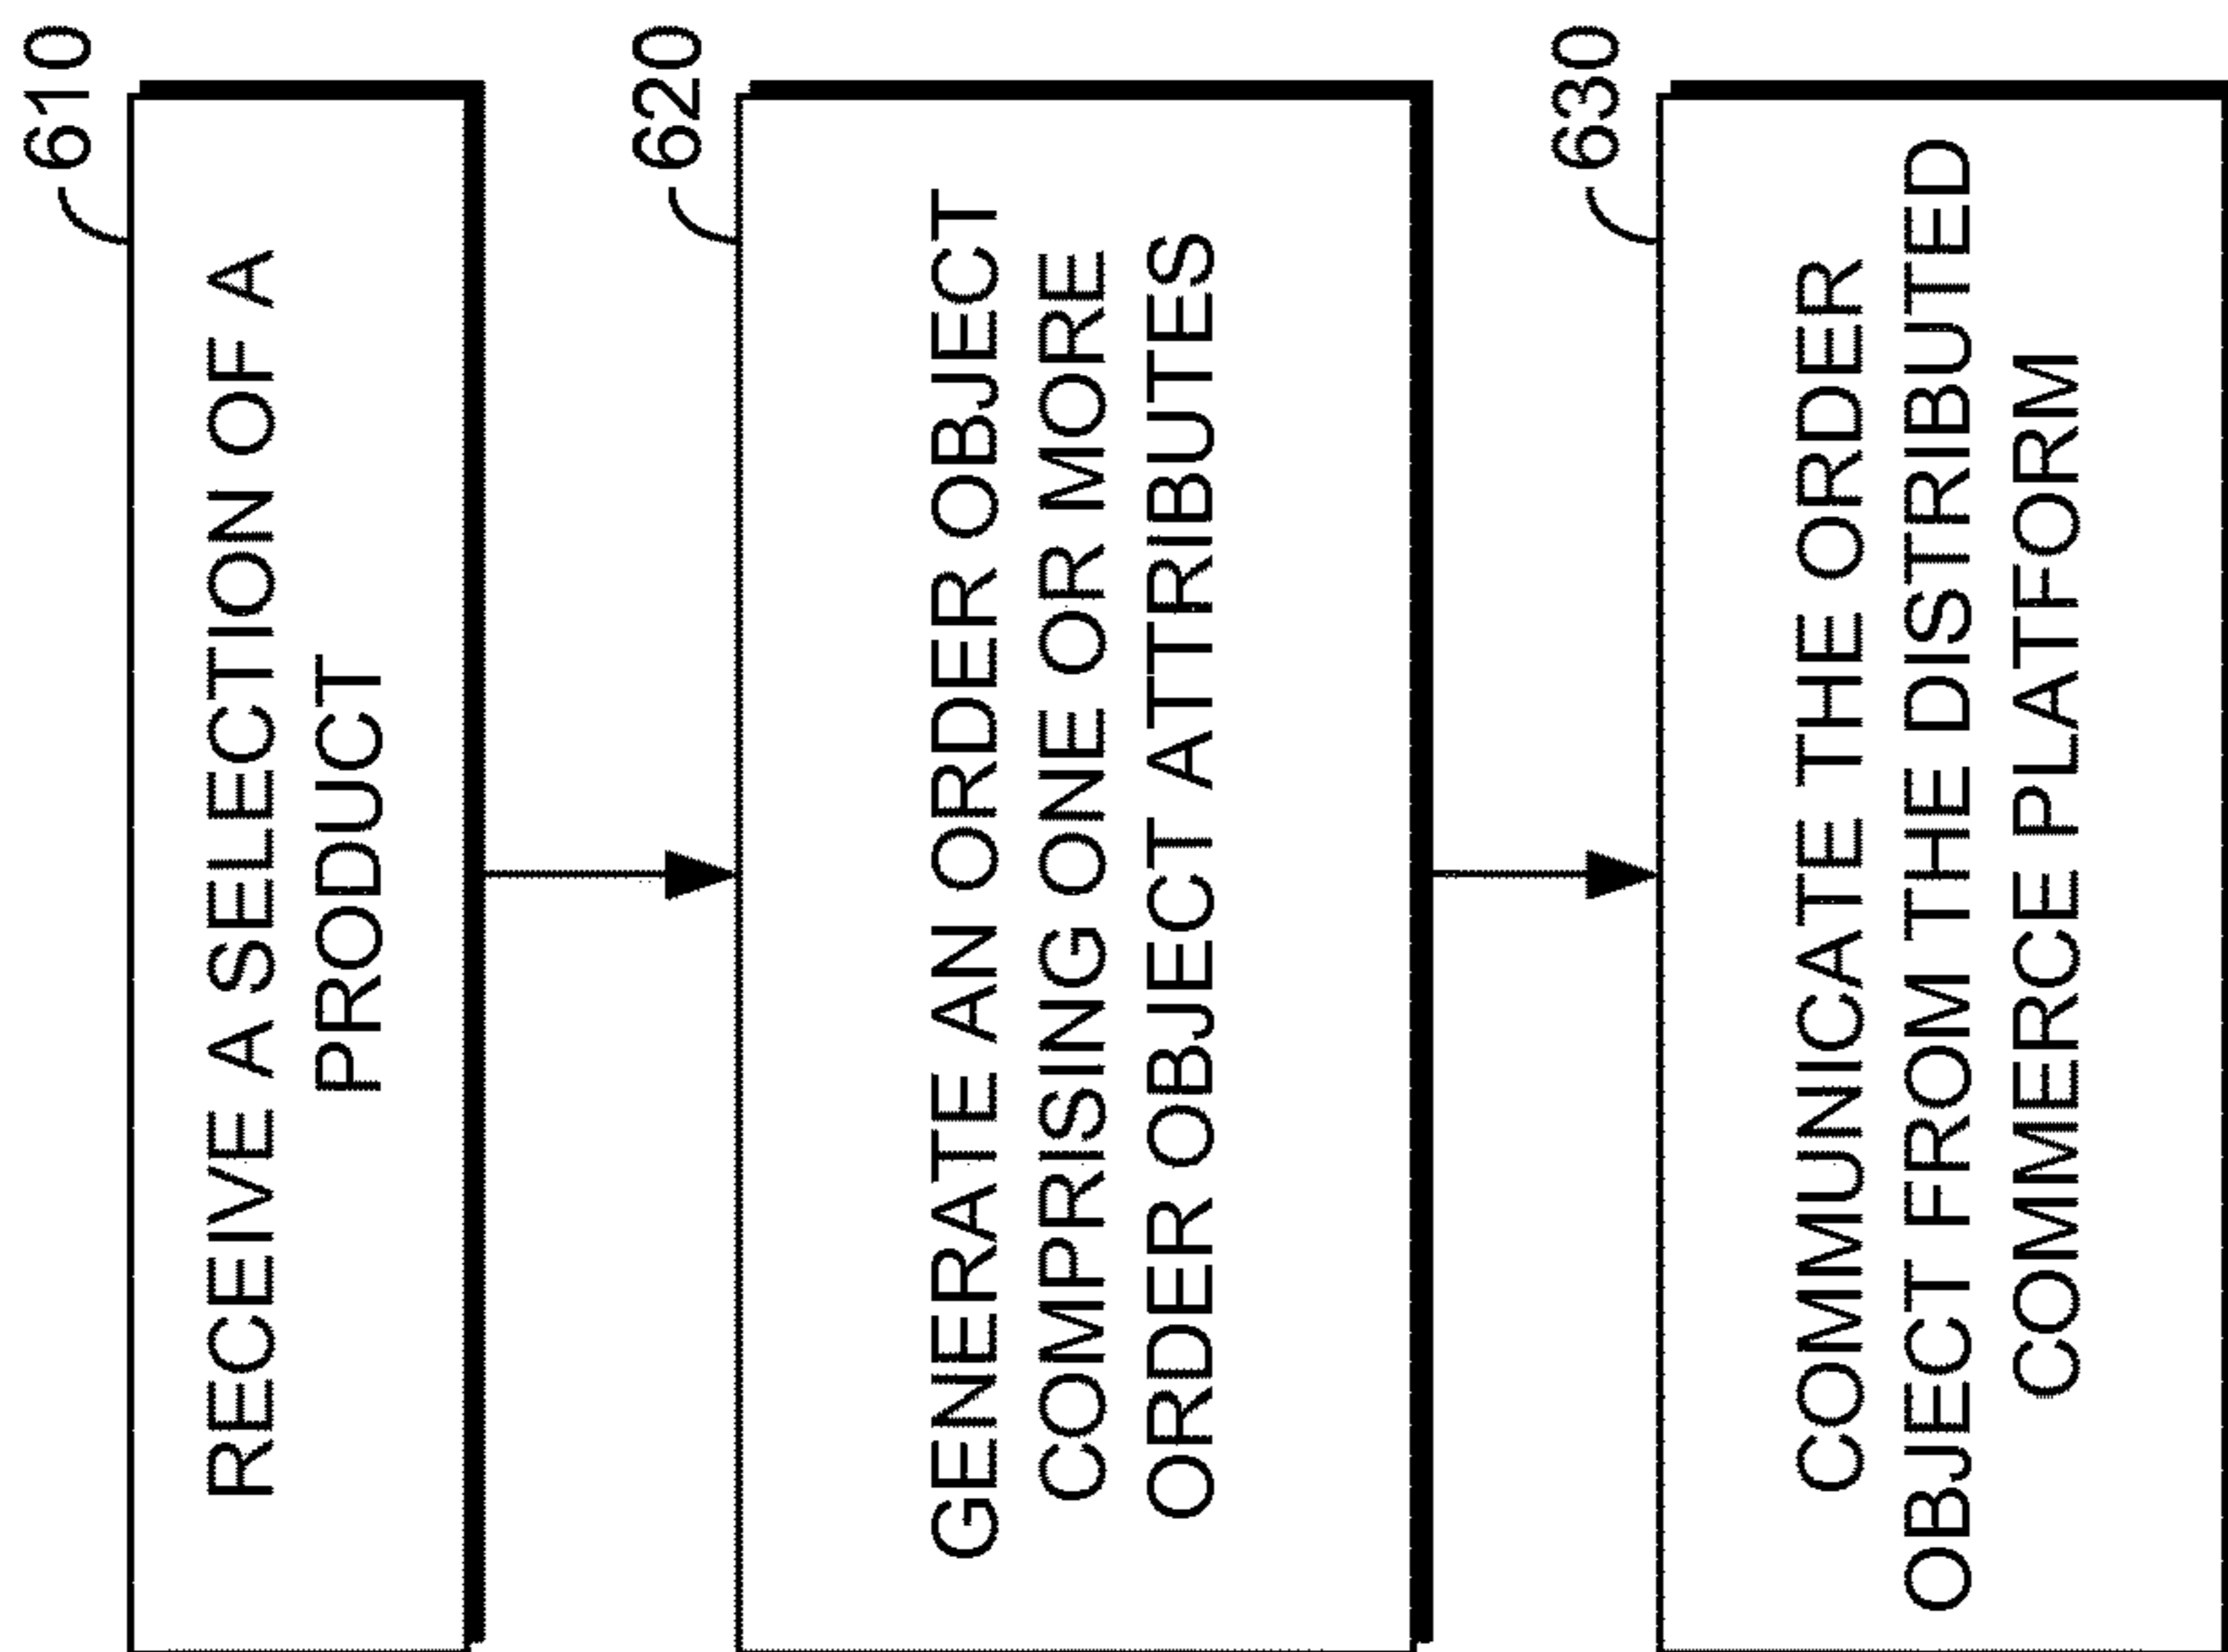 610
RECEIVE A SELECTION OF A
PRODUCT
620
GENERATE AN ORDER OBJECT
COMPRISING ONE OR MORE
ORDER OBJECT ATTRIBUTES
630
COMMUNICATE THE ORDER
OBJECT FROM THE DISTRIBUTED
COMMERCE PLATFORM